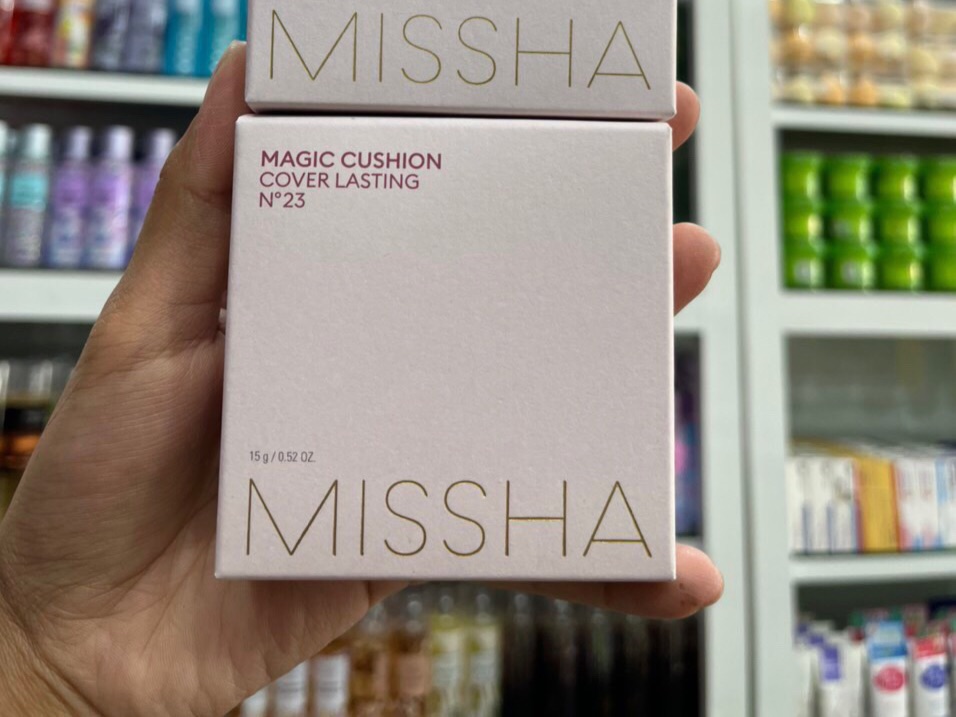 MISSHA
MAGIC CUSHION
COVER LASTING
N°23
15 g / 0.52 OZ.
MISSHA